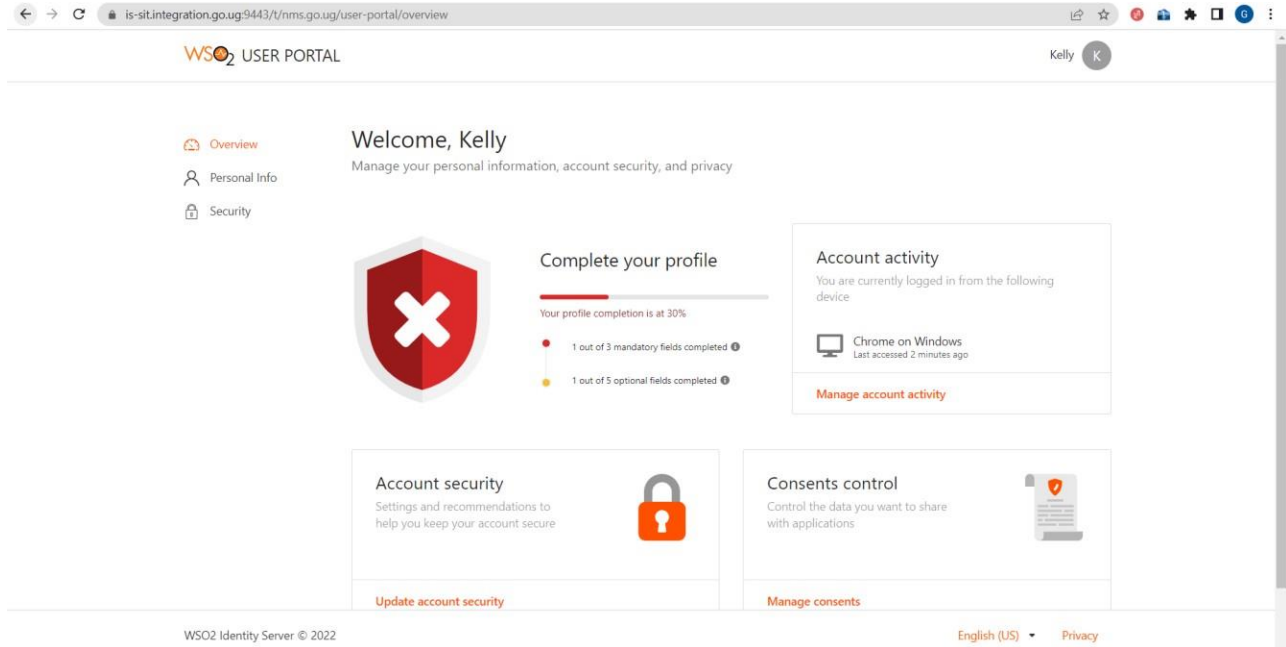 is-sit.integration.go.ug:9443/t/nms.go.ug/user-portal/overview
G
WSO2 USER PORTAL
Kelly K
Overview
Personal Info
Security
Welcome, Kelly
Manage your personal information, account security, and privacy
Complete your profile
Your profile completion is at 30%
1 out of 3 mandatory fields completed
1 out of 5 optional fields completed
Account activity
You are currently logged in from the following
device
Chrome on Windows
Last accessed 2 minutes ago
Manage account activity
Account security
Settings and recommendations to
help you keep your account secure
Update account security
Consents control
Control the data you want to share
with applications
Manage consents
WSO2 Identity Server © 2022
English (US)
Privacy